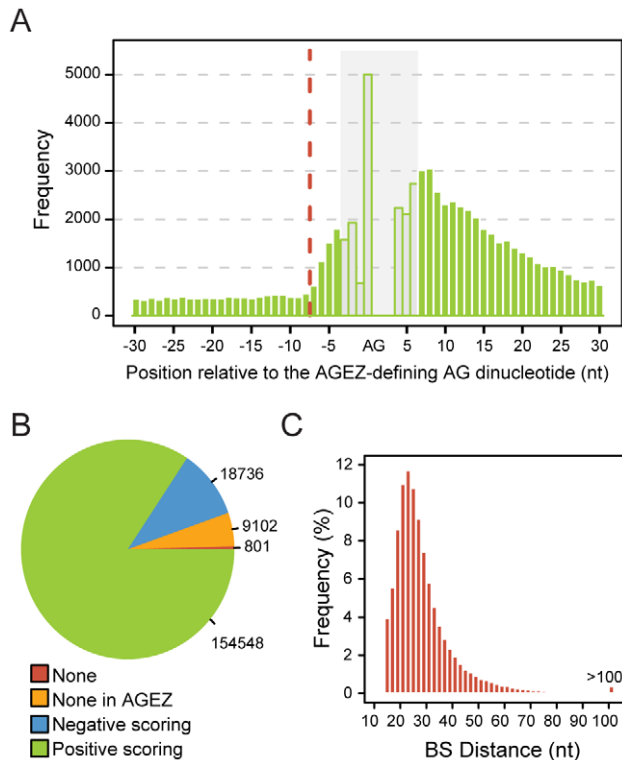 A
Frequency
5000
4000
3000
2000
1000
0
-30 -25 -20 -15 -10 -5 AG 5 10 15 20 25 30
Position relative to the AGEZ-defining AG dinucleotide (nt)
B
18736
9102
801
154548
None
None in AGEZ
Negative scoring
Positive scoring
C
Frequency (%)
12
10
8
6
4
2
0
>100
10 20 30 40 50 60 70 80 90 100
BS Distance (nt)